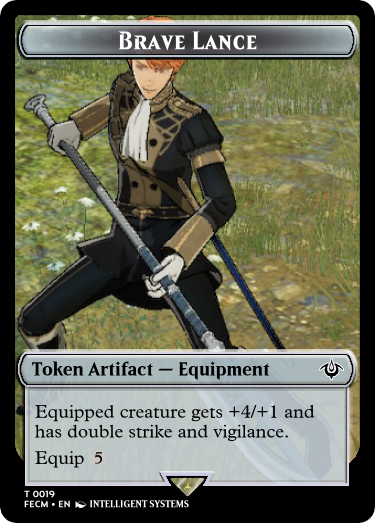 BRAVE LANCE
Token Artifact — Equipment
Equipped creature gets +4/+1 and
has double strike and vigilance.
Equip 5
T 0019
FECM • EN INTELLIGENT SYSTEMS